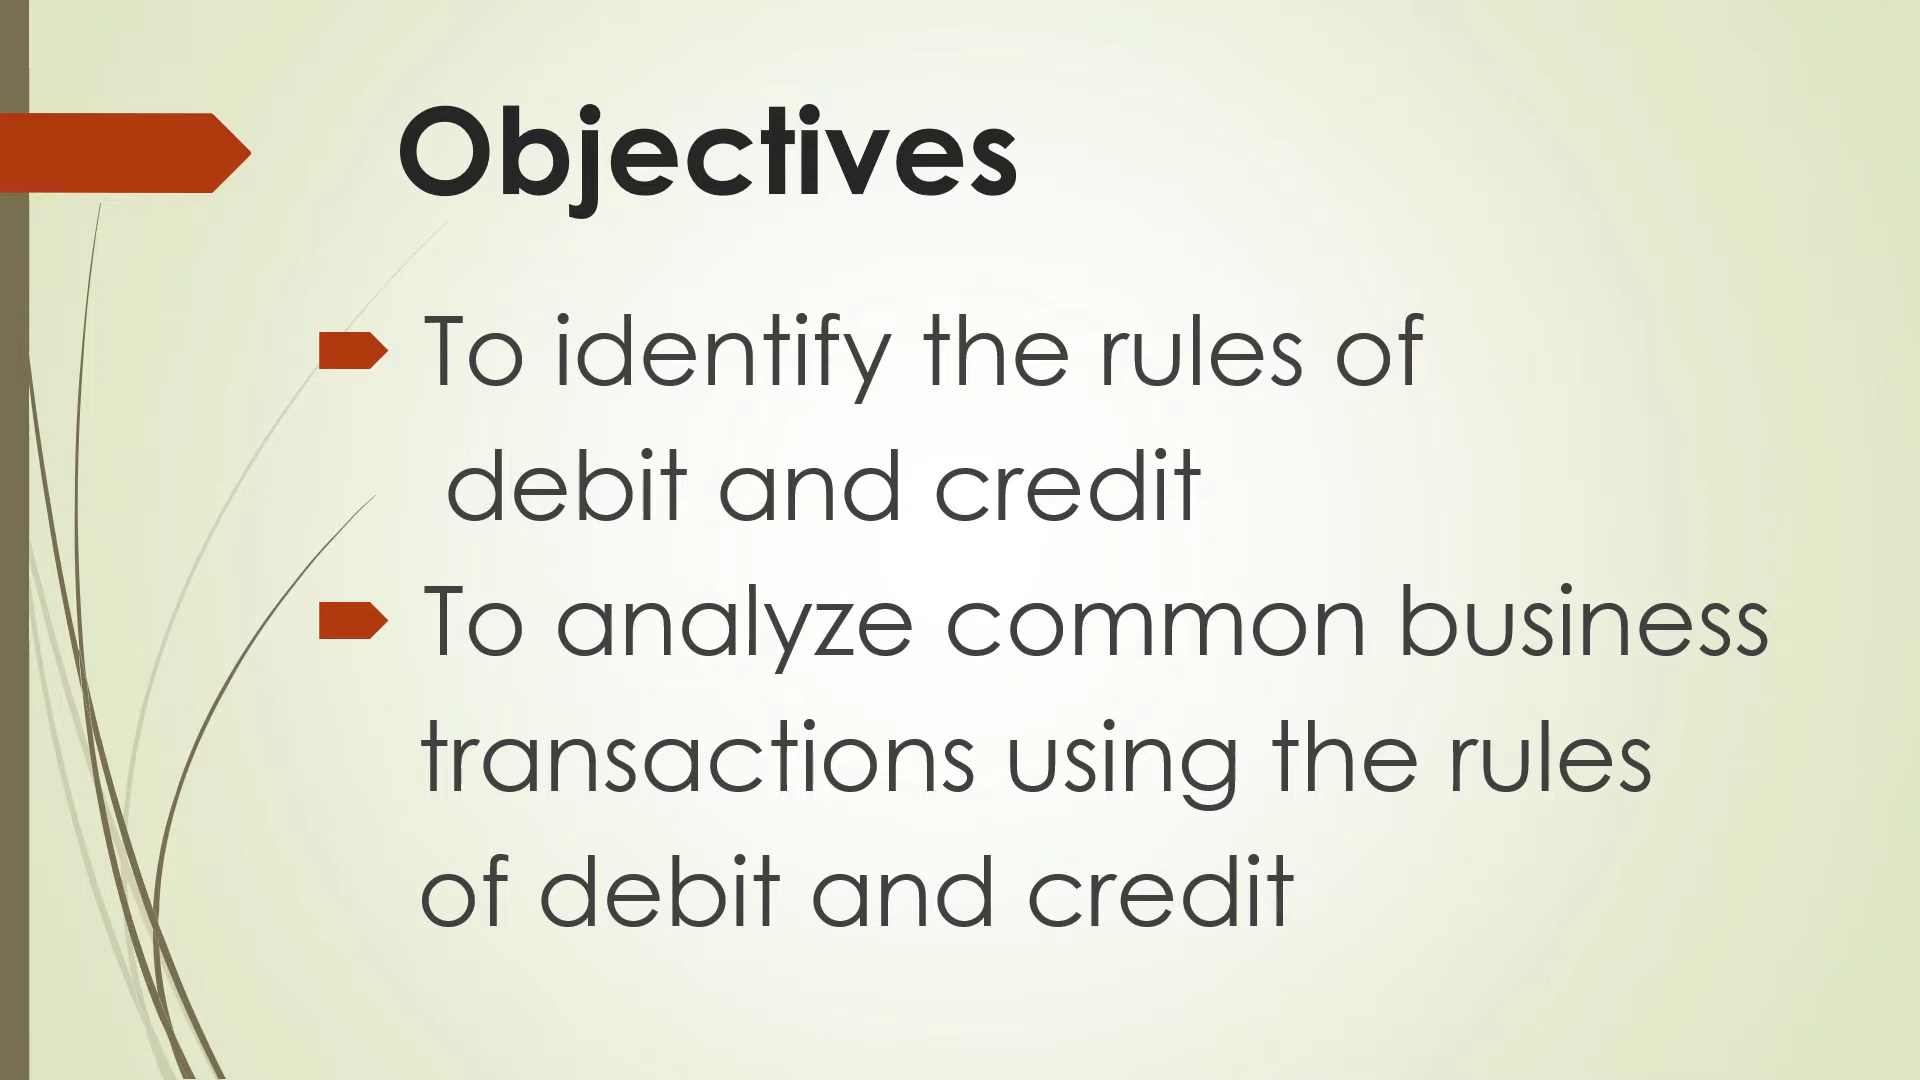 Objectives
To identify the rules of
debit and credit
To analyze common business
transactions using the rules
of debit and credit